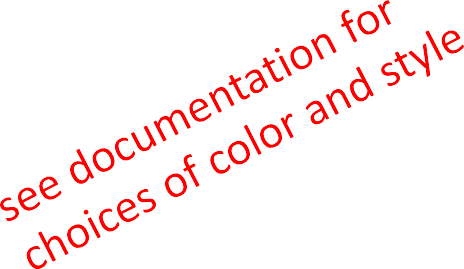 see documentation for
choices of color and style